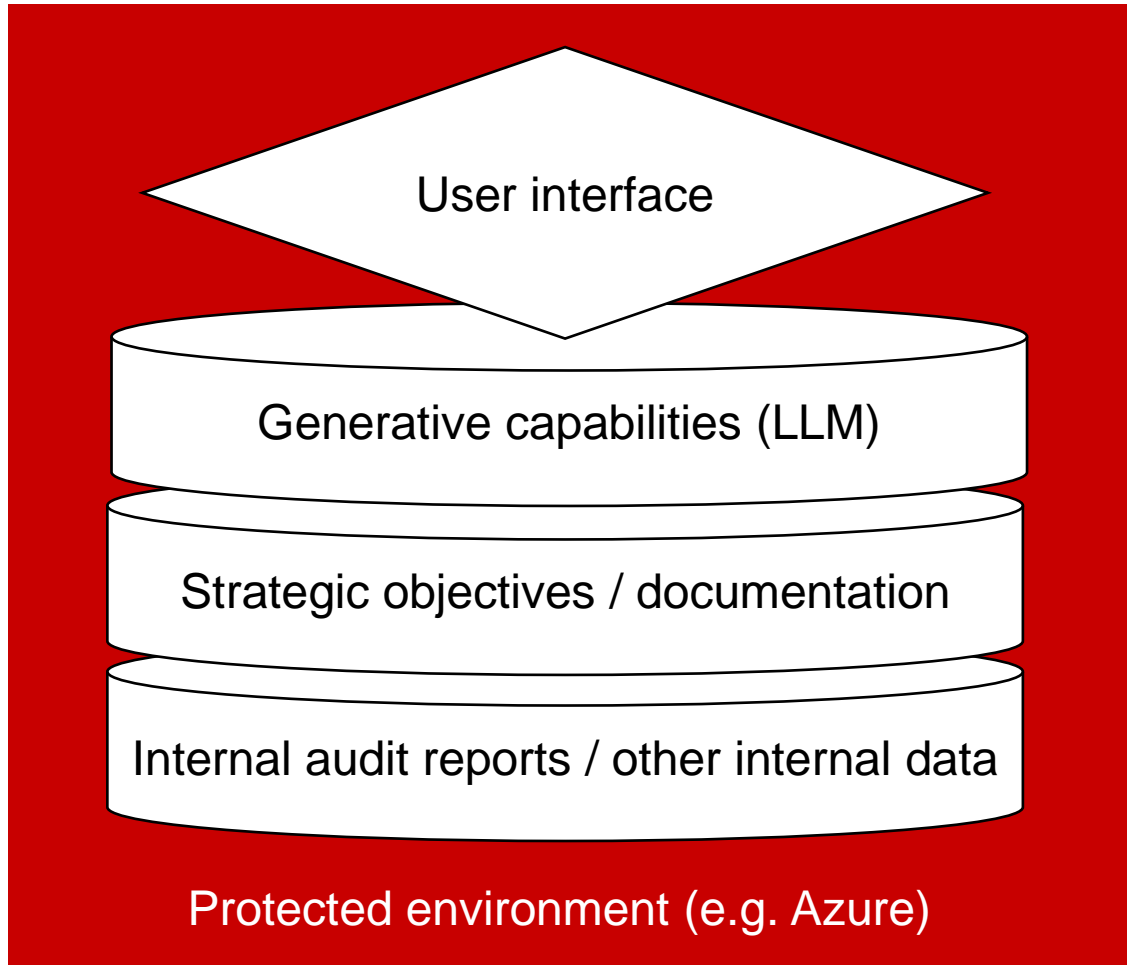 User interface
Generative capabilities (LLM)
Strategic objectives / documentation
Internal audit reports / other internal data
Protected environment (e.g. Azure)